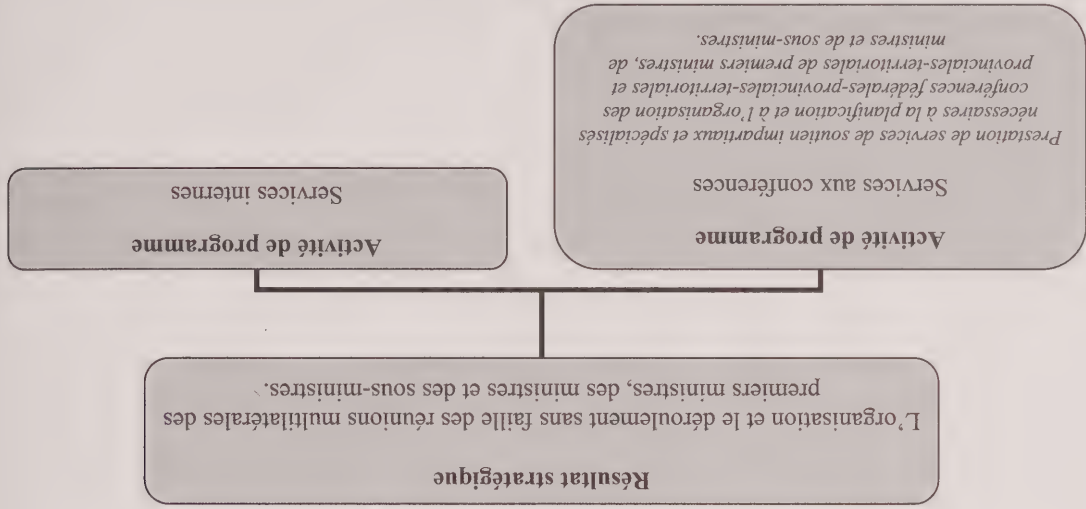 Résultat stratégique
L'organisation et le déroulement sans faille des réunions multilatérales des
premiers ministres, des ministres et des sous-ministres.
Activité de programme
Services aux conférences
Prestation de services de soutien impartiaux et spécialisés
nécessaires à la planification et à l'organisation des
conférences fédérales-provinciales-territoriales et
provinciales-territoriales de premiers ministres, de
ministres et de sous-ministres.
Activité de programme
Services internes